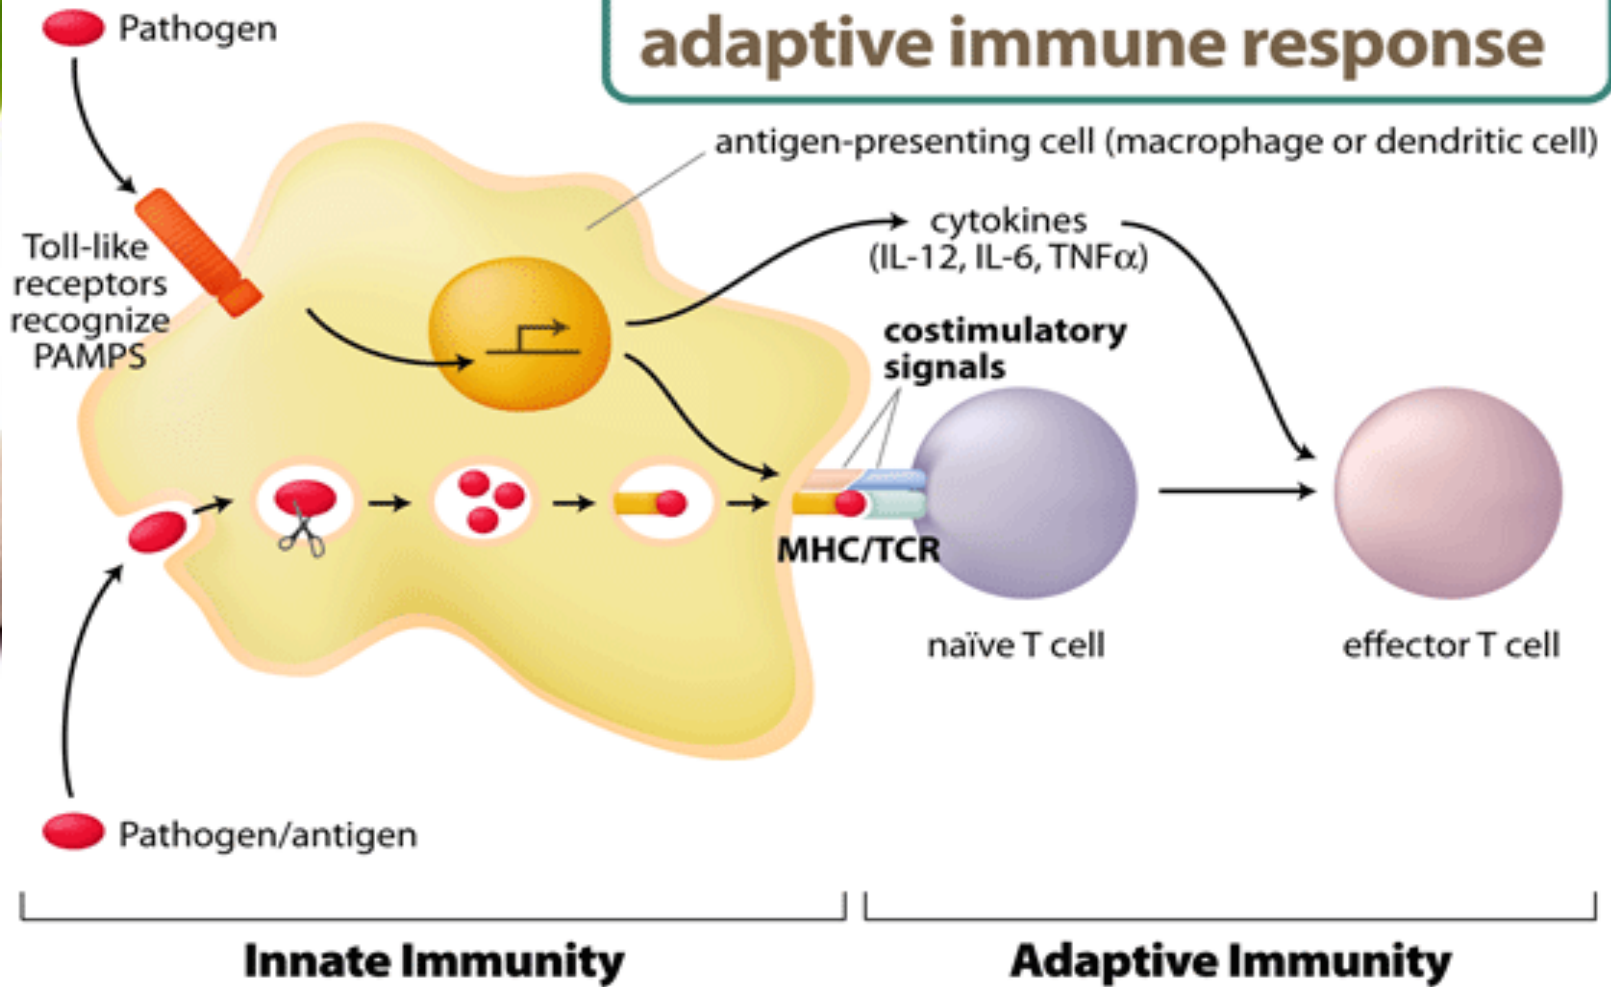 Pathogen
adaptive immune response
antigen-presenting cell (macrophage or dendritic cell)
Toll-like
receptors
recognize
PAMPS
cytokines
(IL-12, IL-6, TNFα)
costimulatory
signals
MHC/TCR
naïve T cell
effector T cell
Pathogen/antigen
Innate Immunity
Adaptive Immunity